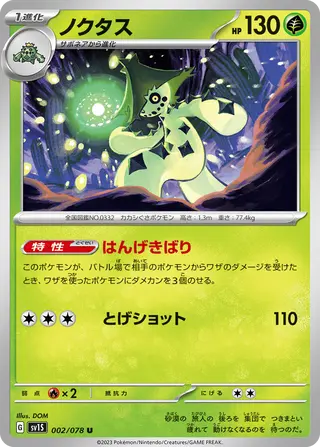 1進化
ノクタス
サボネアから進化
HP 130
全国図鑑NO.0332 カカシぐさポケモン 高さ：1.3m 重さ：77.4kg
特性 はんげきばり
このポケモンが、バトル場で相手のポケモンからワザのダメージを受けたとき、ワザを使ったポケモンにダメカンを3個のせる。
とげショット 110
弱点 ×2 抵抗力 にげる
Illus. DOM
G sv1S 002/078 U
砂漠の 旅人の 後ろを 集団で
疲れて 動けなくなるのを 待つのだ。
©2023 Pokémon/Nintendo/Creatures/GAME FREAK.